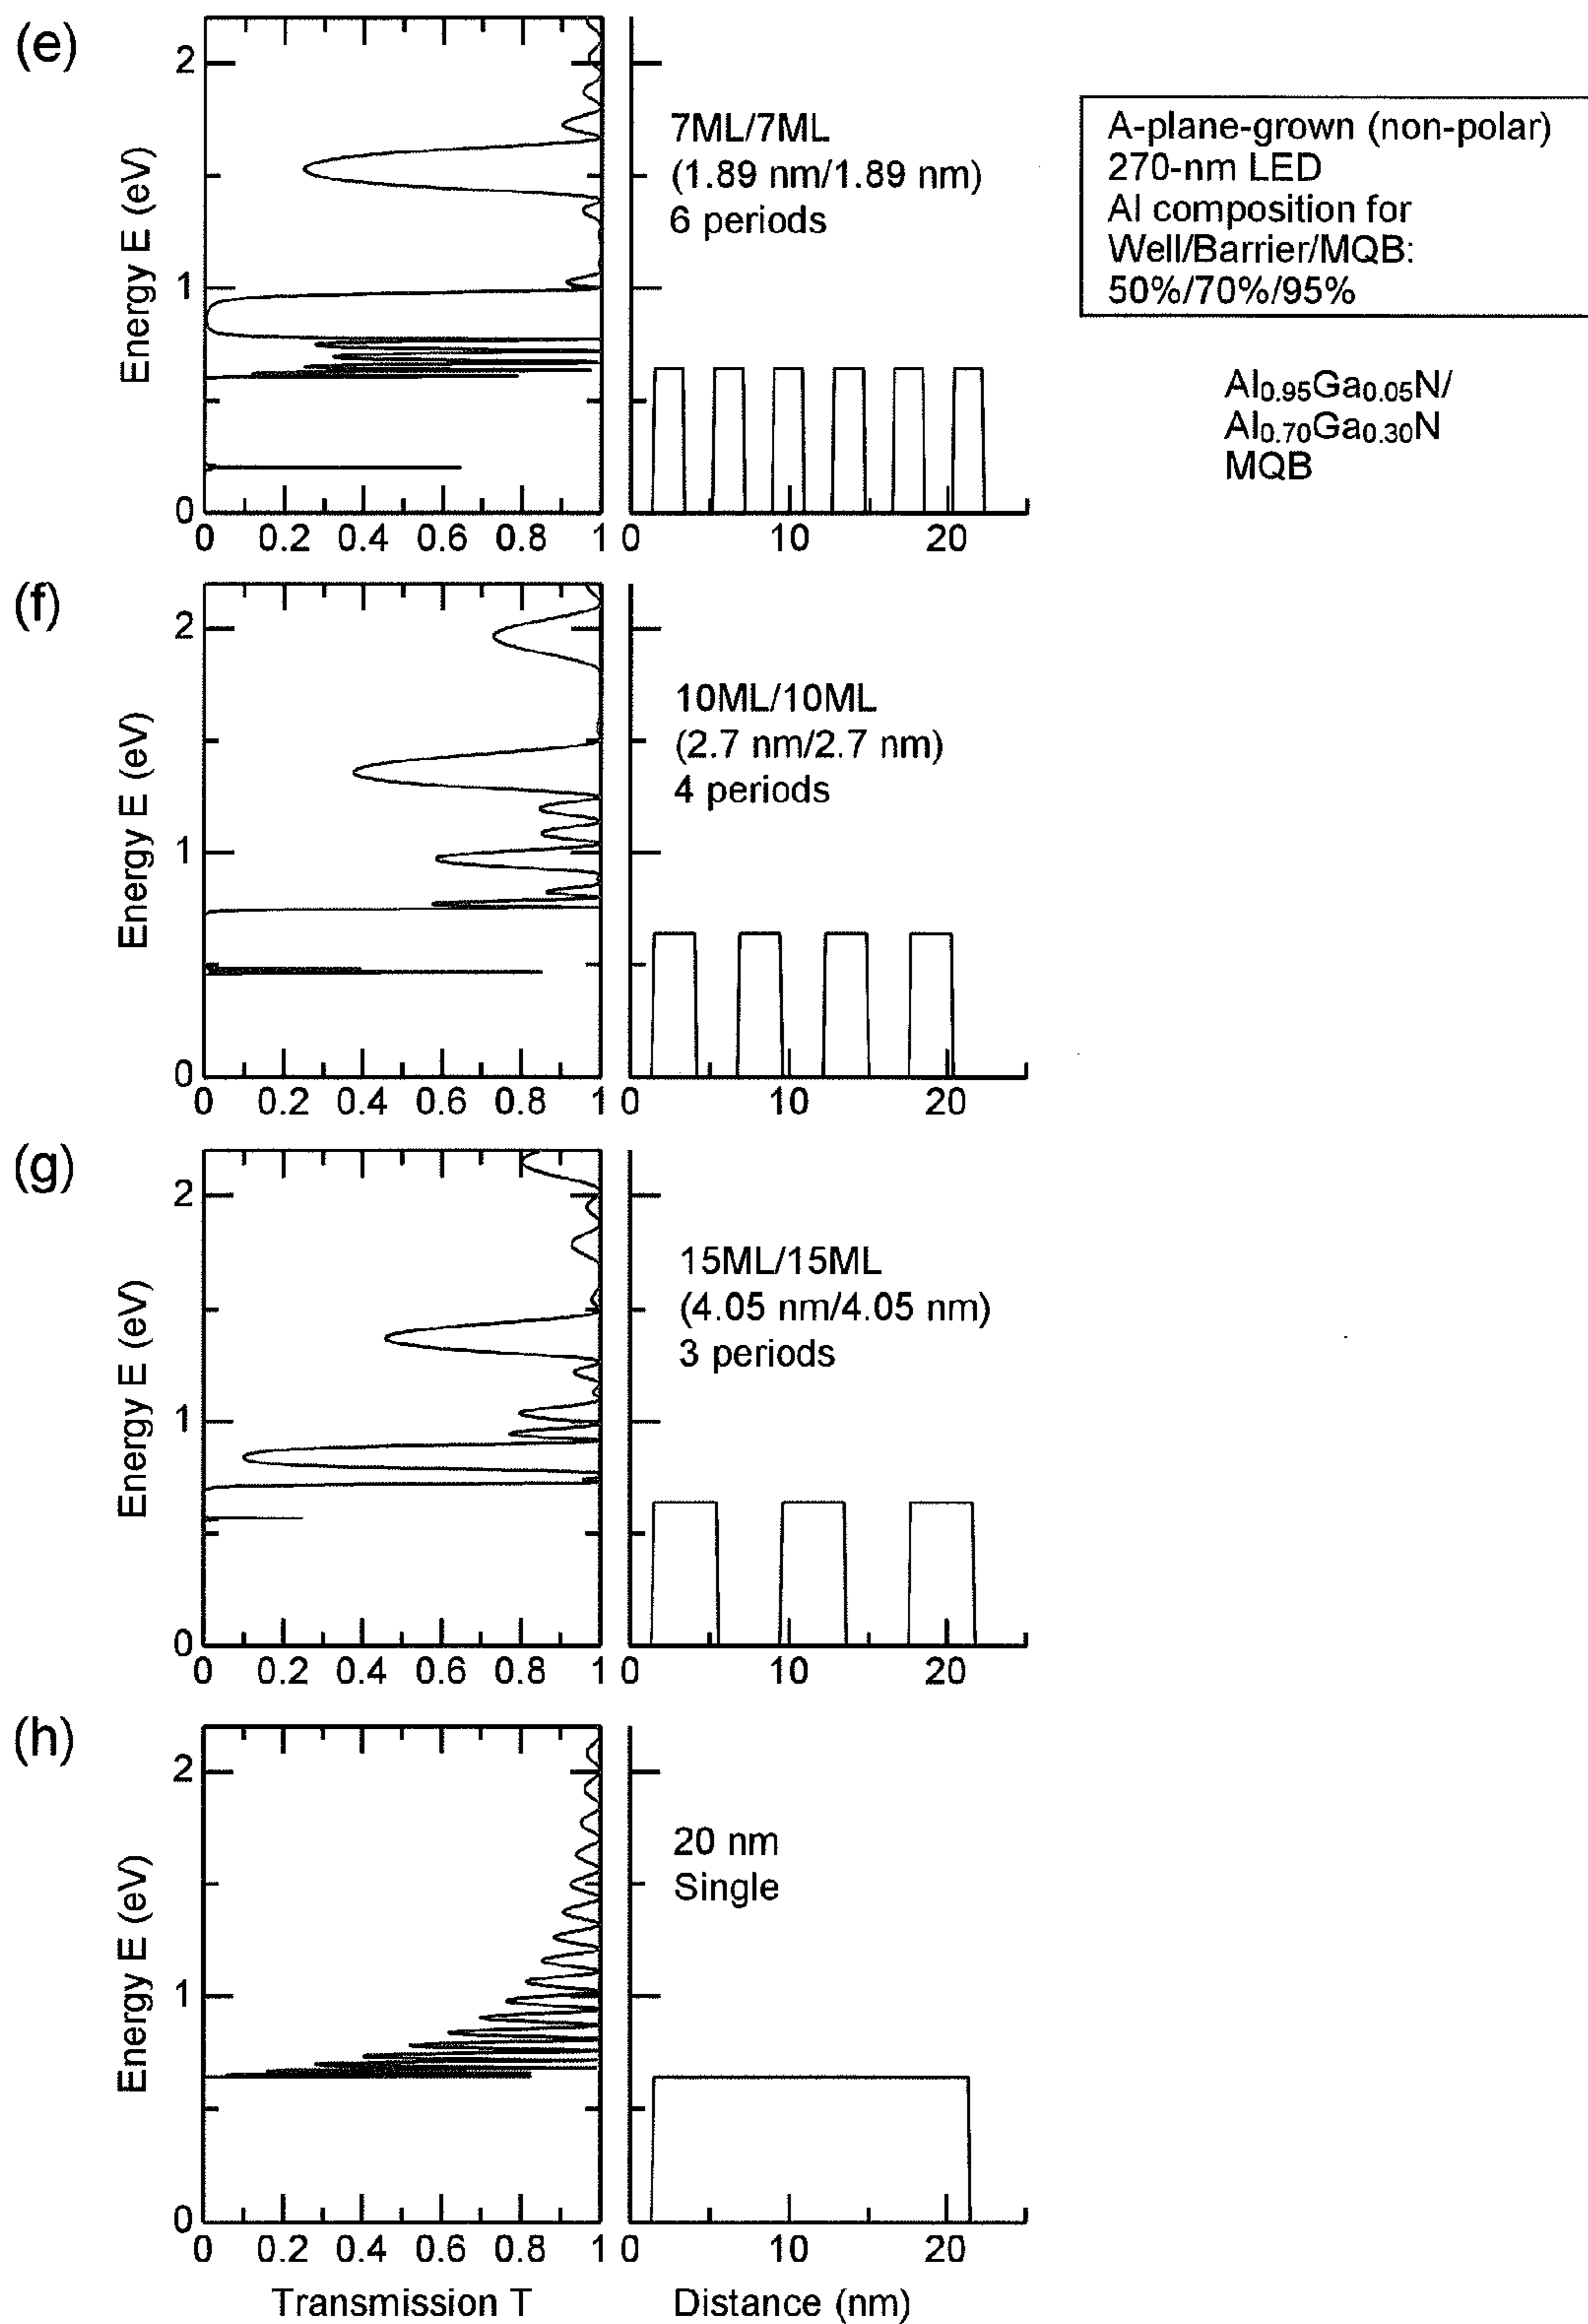 (e)
Energy E (eV)
2
1
0
0 0.2 0.4 0.6 0.8 1
7ML/7ML
(1.89 nm/1.89 nm)
6 periods
0 10 20
A-plane-grown (non-polar)
270-nm LED
Al composition for
Well/Barrier/MQB:
50%/70%/95%
Al0.95Ga0.05N/
Al0.70Ga0.30N
MQB
(f)
Energy E (eV)
2
1
0
0 0.2 0.4 0.6 0.8 1
10ML/10ML
(2.7 nm/2.7 nm)
4 periods
0 10 20
(g)
Energy E (eV)
2
1
0
0 0.2 0.4 0.6 0.8 1
15ML/15ML
(4.05 nm/4.05 nm)
3 periods
0 10 20
(h)
Energy E (eV)
2
1
0
0 0.2 0.4 0.6 0.8 1
Transmission T
20 nm
Single
0 10 20
Distance (nm)